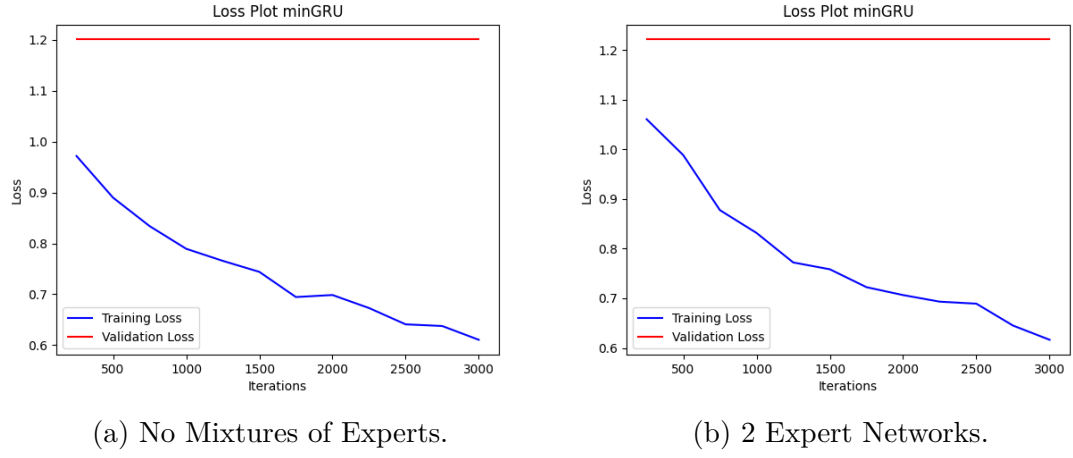 Loss Plot minGRU
1.2
1.1
1.0
0.9
0.8
0.7
0.6
Loss
Training Loss
Validation Loss
500 1000 1500 2000 2500 3000
Iterations
(a) No Mixtures of Experts.
Loss Plot minGRU
1.2
1.1
1.0
0.9
0.8
0.7
0.6
Loss
Training Loss
Validation Loss
500 1000 1500 2000 2500 3000
Iterations
(b) 2 Expert Networks.